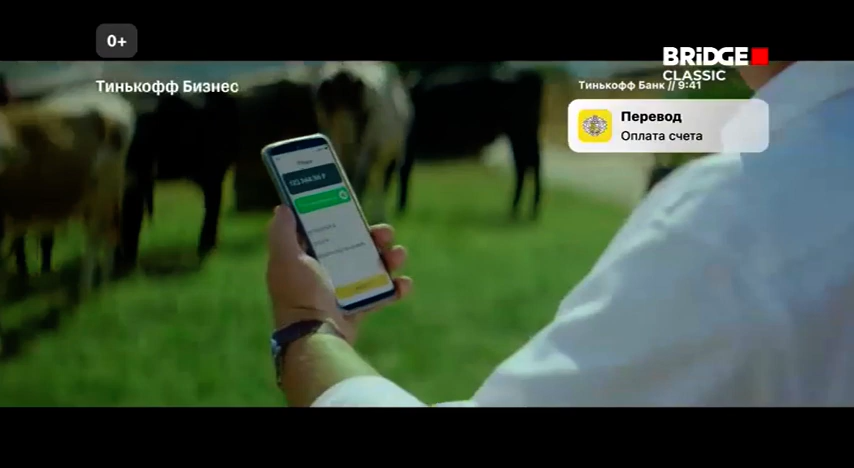 0+
BRiDGE
CLASSIC
Тинькофф Бизнес
Тинькофф Банк // 9:41
Перевод
Оплата счета